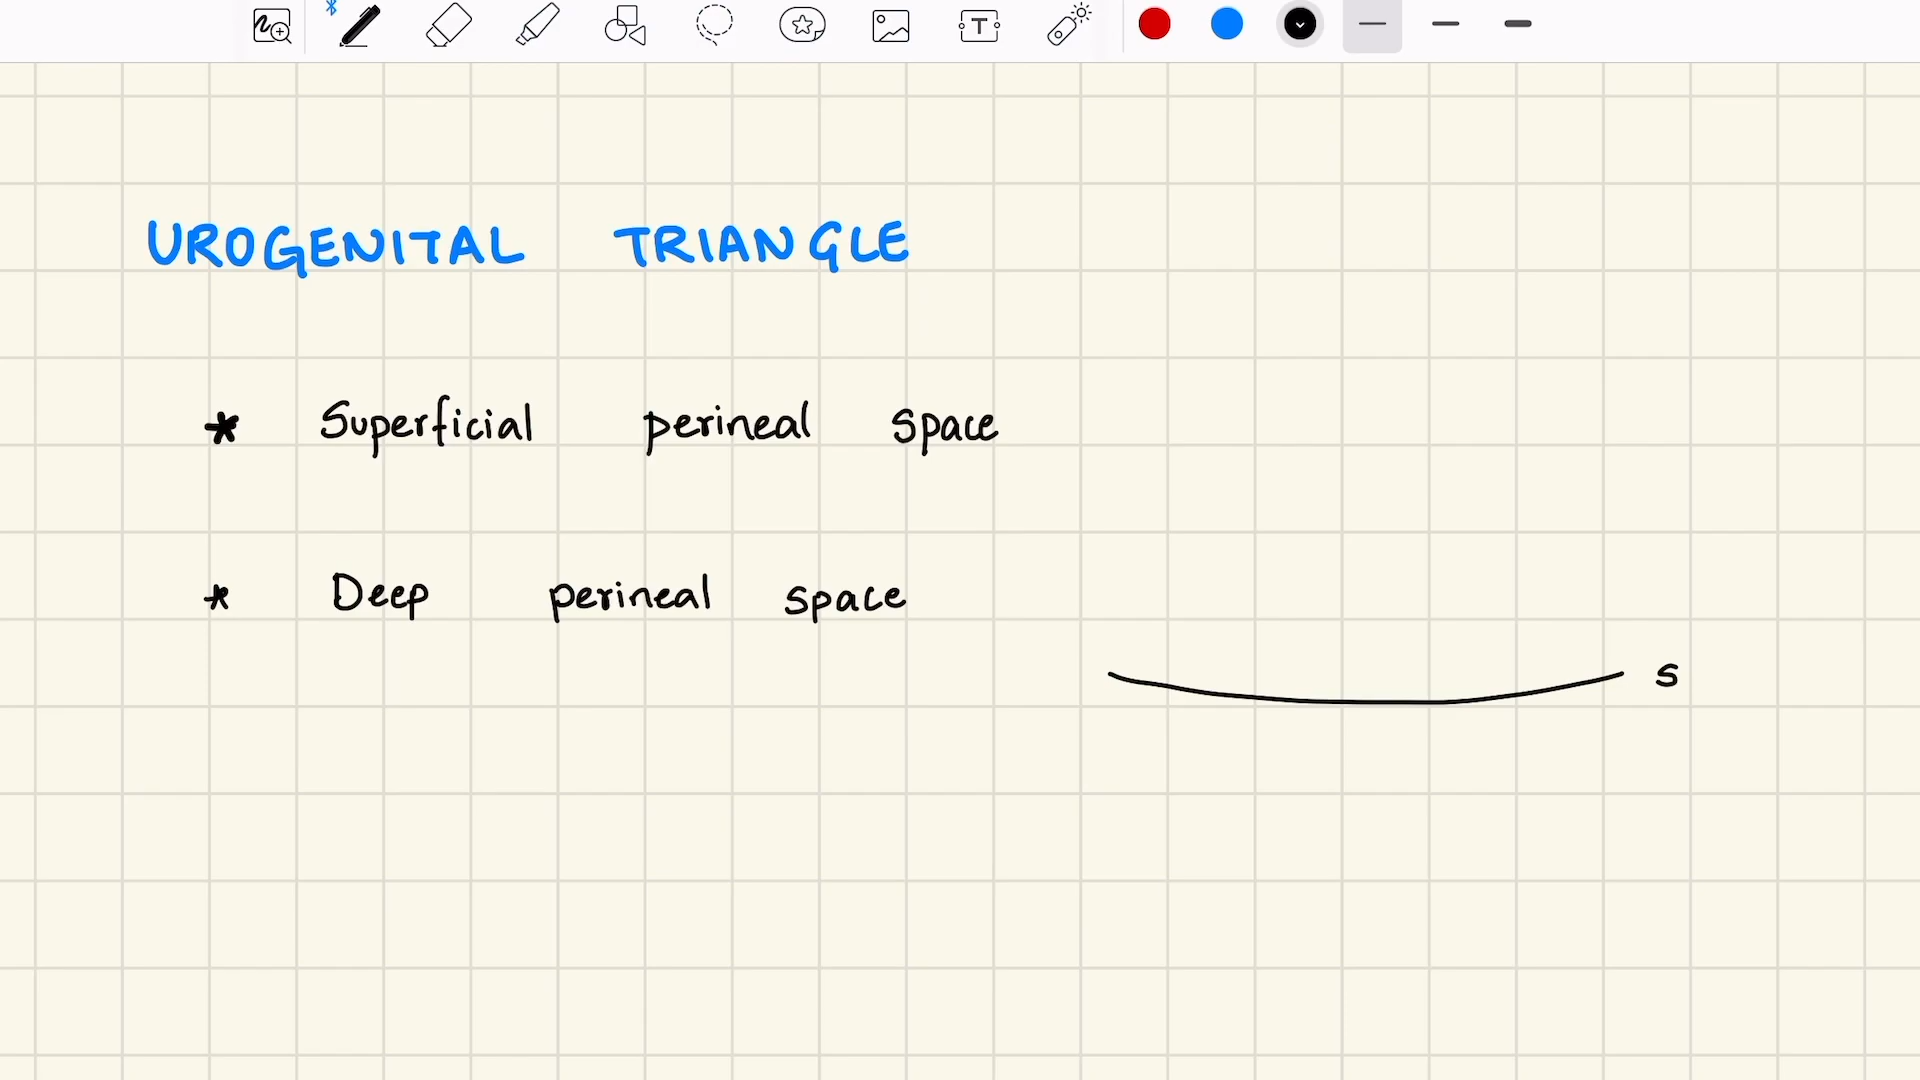 UROGENITAL TRIANGLE
* Superficial perineal space
* Deep perineal space
s